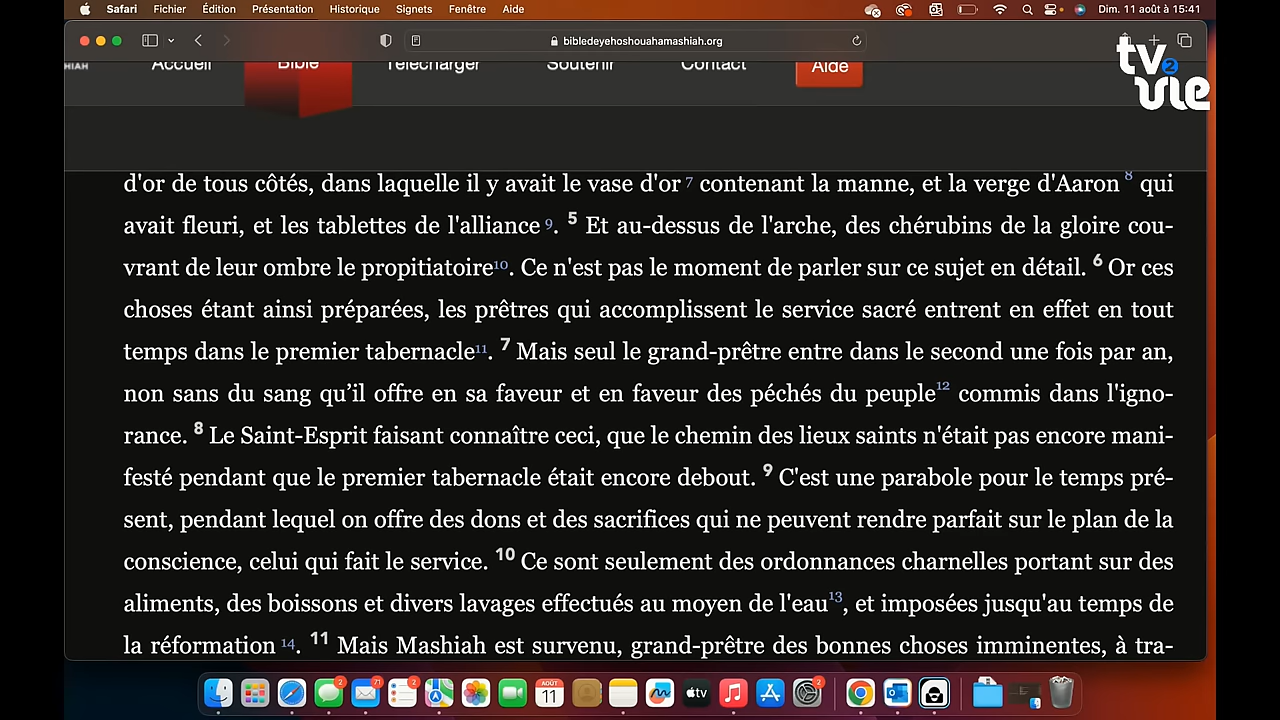 Safari Fichier Édition Présentation Historique Signets Fenêtre Aide Dim. 11 août à 15:41
bibledeyehoshouahamashiah.org
tv2vie
HIAH Accueil Bible Télécharger Soutenir Contact Aide
d'or de tous côtés, dans laquelle il y avait le vase d'or 7 contenant la manne, et la verge d'Aaron 8 qui
avait fleuri, et les tablettes de l'alliance 9. 5 Et au-dessus de l'arche, des chérubins de la gloire cou-
vrant de leur ombre le propitiatoire10. Ce n'est pas le moment de parler sur ce sujet en détail. 6 Or ces
choses étant ainsi préparées, les prêtres qui accomplissent le service sacré entrent en effet en tout
temps dans le premier tabernacle11. 7 Mais seul le grand-prêtre entre dans le second une fois par an,
non sans du sang qu’il offre en sa faveur et en faveur des péchés du peuple12 commis dans l'igno-
rance. 8 Le Saint-Esprit faisant connaître ceci, que le chemin des lieux saints n'était pas encore mani-
festé pendant que le premier tabernacle était encore debout. 9 C'est une parabole pour le temps pré-
sent, pendant lequel on offre des dons et des sacrifices qui ne peuvent rendre parfait sur le plan de la
conscience, celui qui fait le service. 10 Ce sont seulement des ordonnances charnelles portant sur des
aliments, des boissons et divers lavages effectués au moyen de l'eau13, et imposées jusqu'au temps de
la réformation 14. 11 Mais Mashiah est survenu, grand-prêtre des bonnes choses imminentes, à tra-
2 71 2 AOÛT 11 tv 2